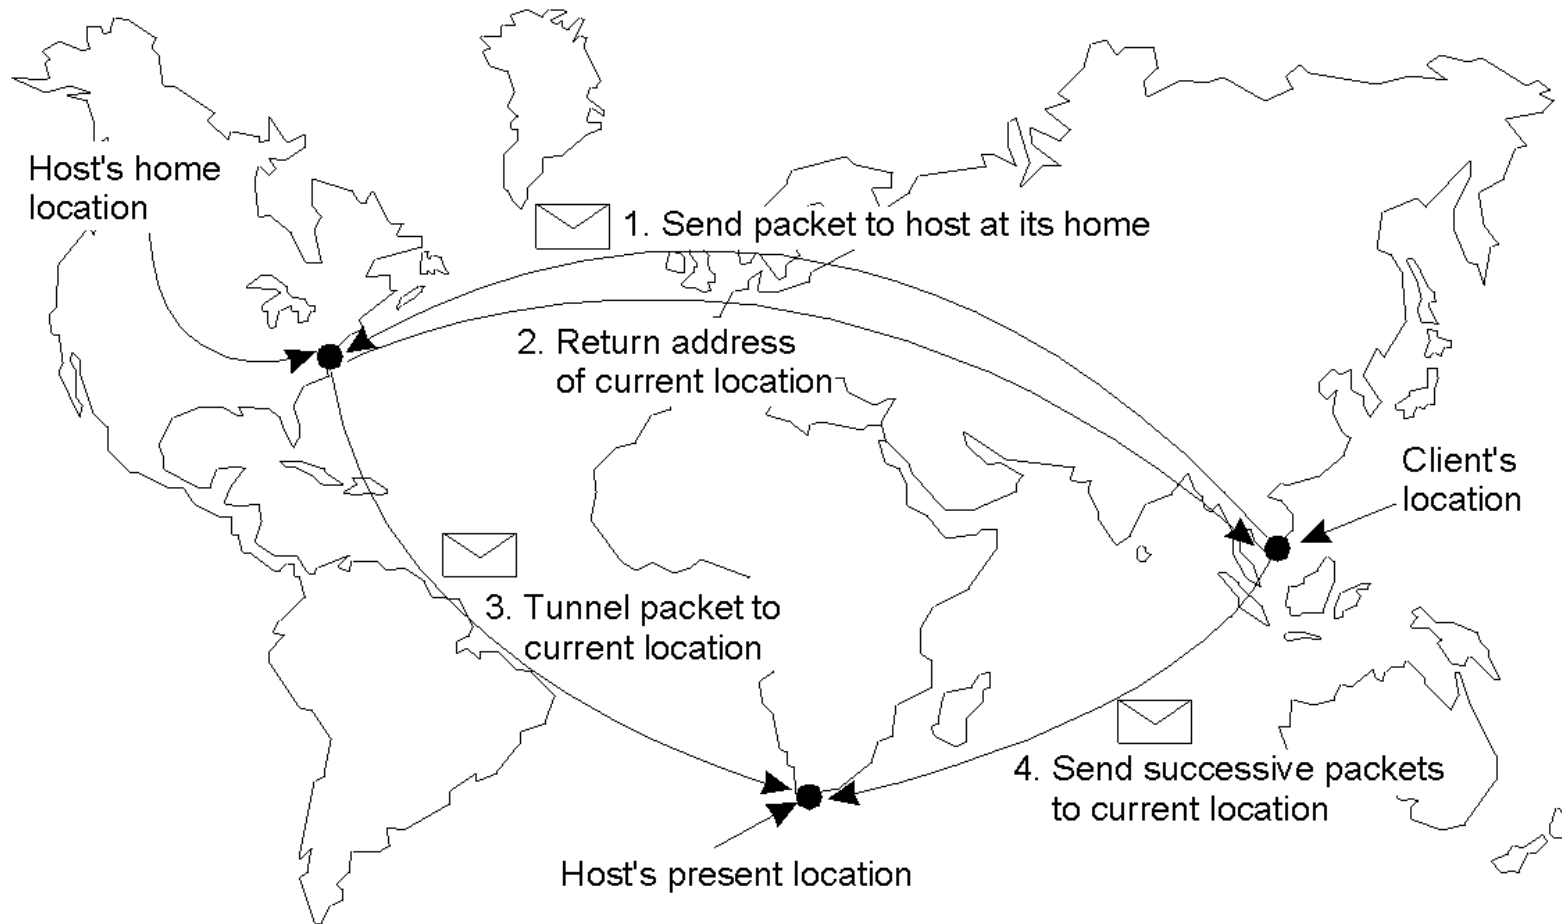 Host's home
location
1. Send packet to host at its home
2. Return address
of current location
Client's
location
3. Tunnel packet to
current location
4. Send successive packets
to current location
Host's present location